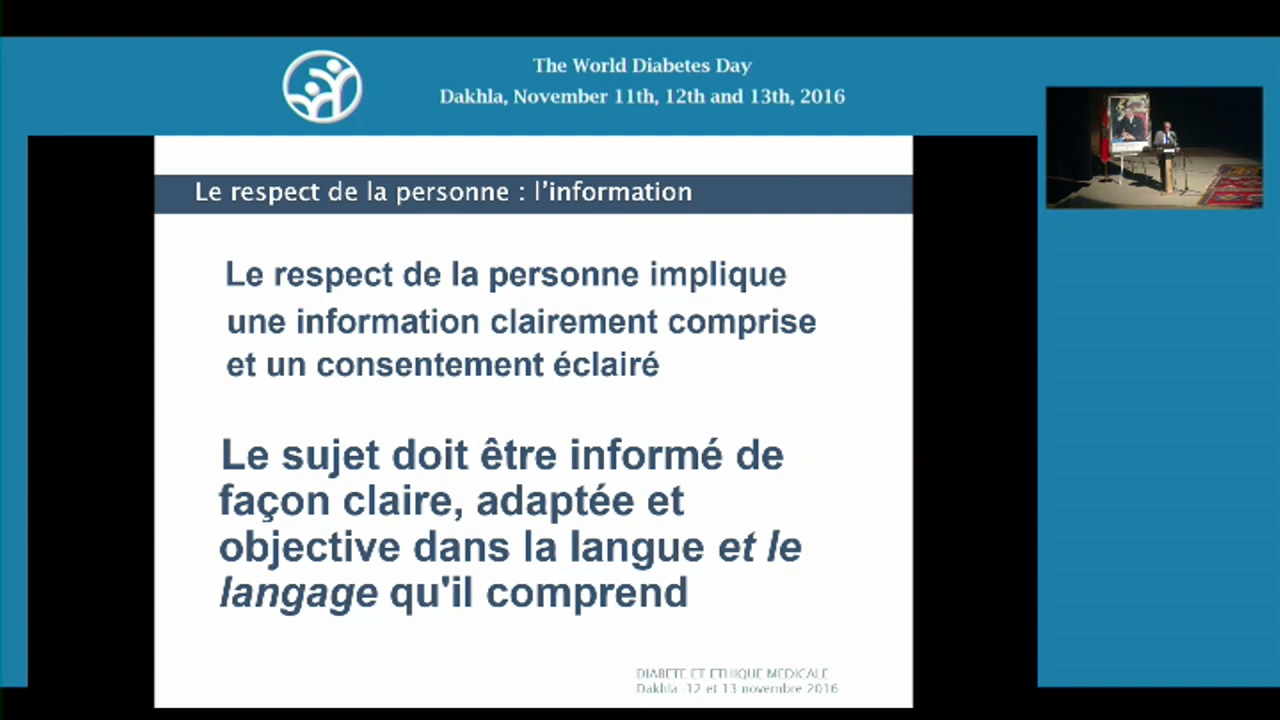 The World Diabetes Day
Dakhla, November 11th, 12th and 13th, 2016
Le respect de la personne : l'information
Le respect de la personne implique
une information clairement comprise
et un consentement éclairé
Le sujet doit être informé de
façon claire, adaptée et
objective dans la langue et le
langage qu'il comprend
DIABETE ET ETHIQUE MEDICALE
Dakhla 12 et 13 novembre 2016